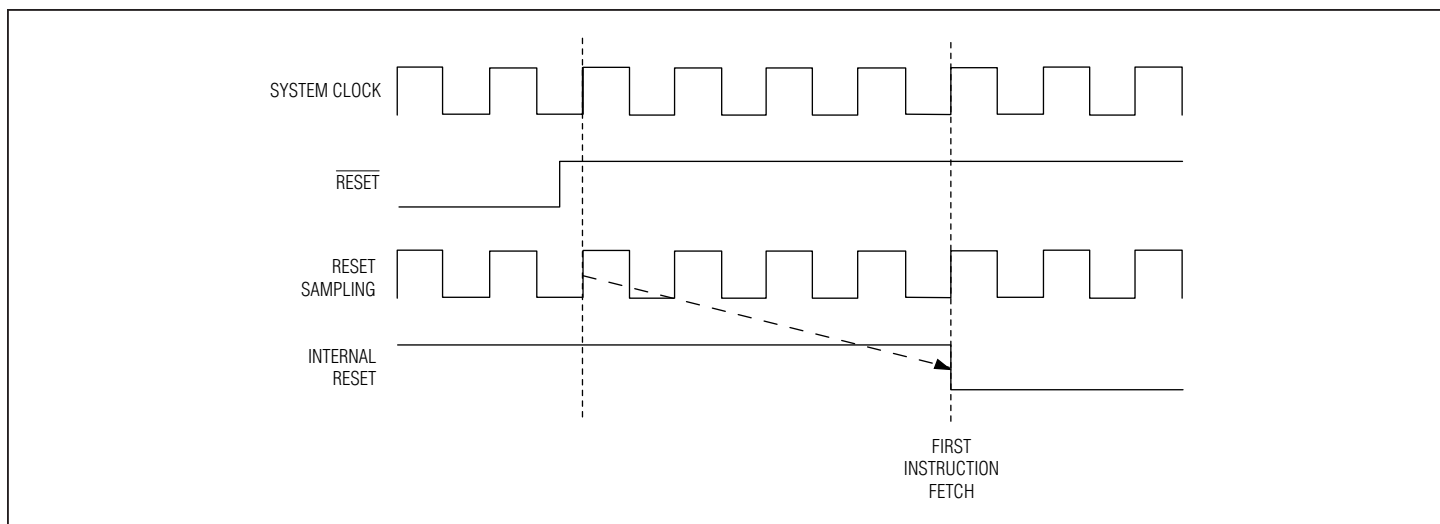 SYSTEM CLOCK
RESET
RESET
SAMPLING
INTERNAL
RESET
FIRST
INSTRUCTION
FETCH